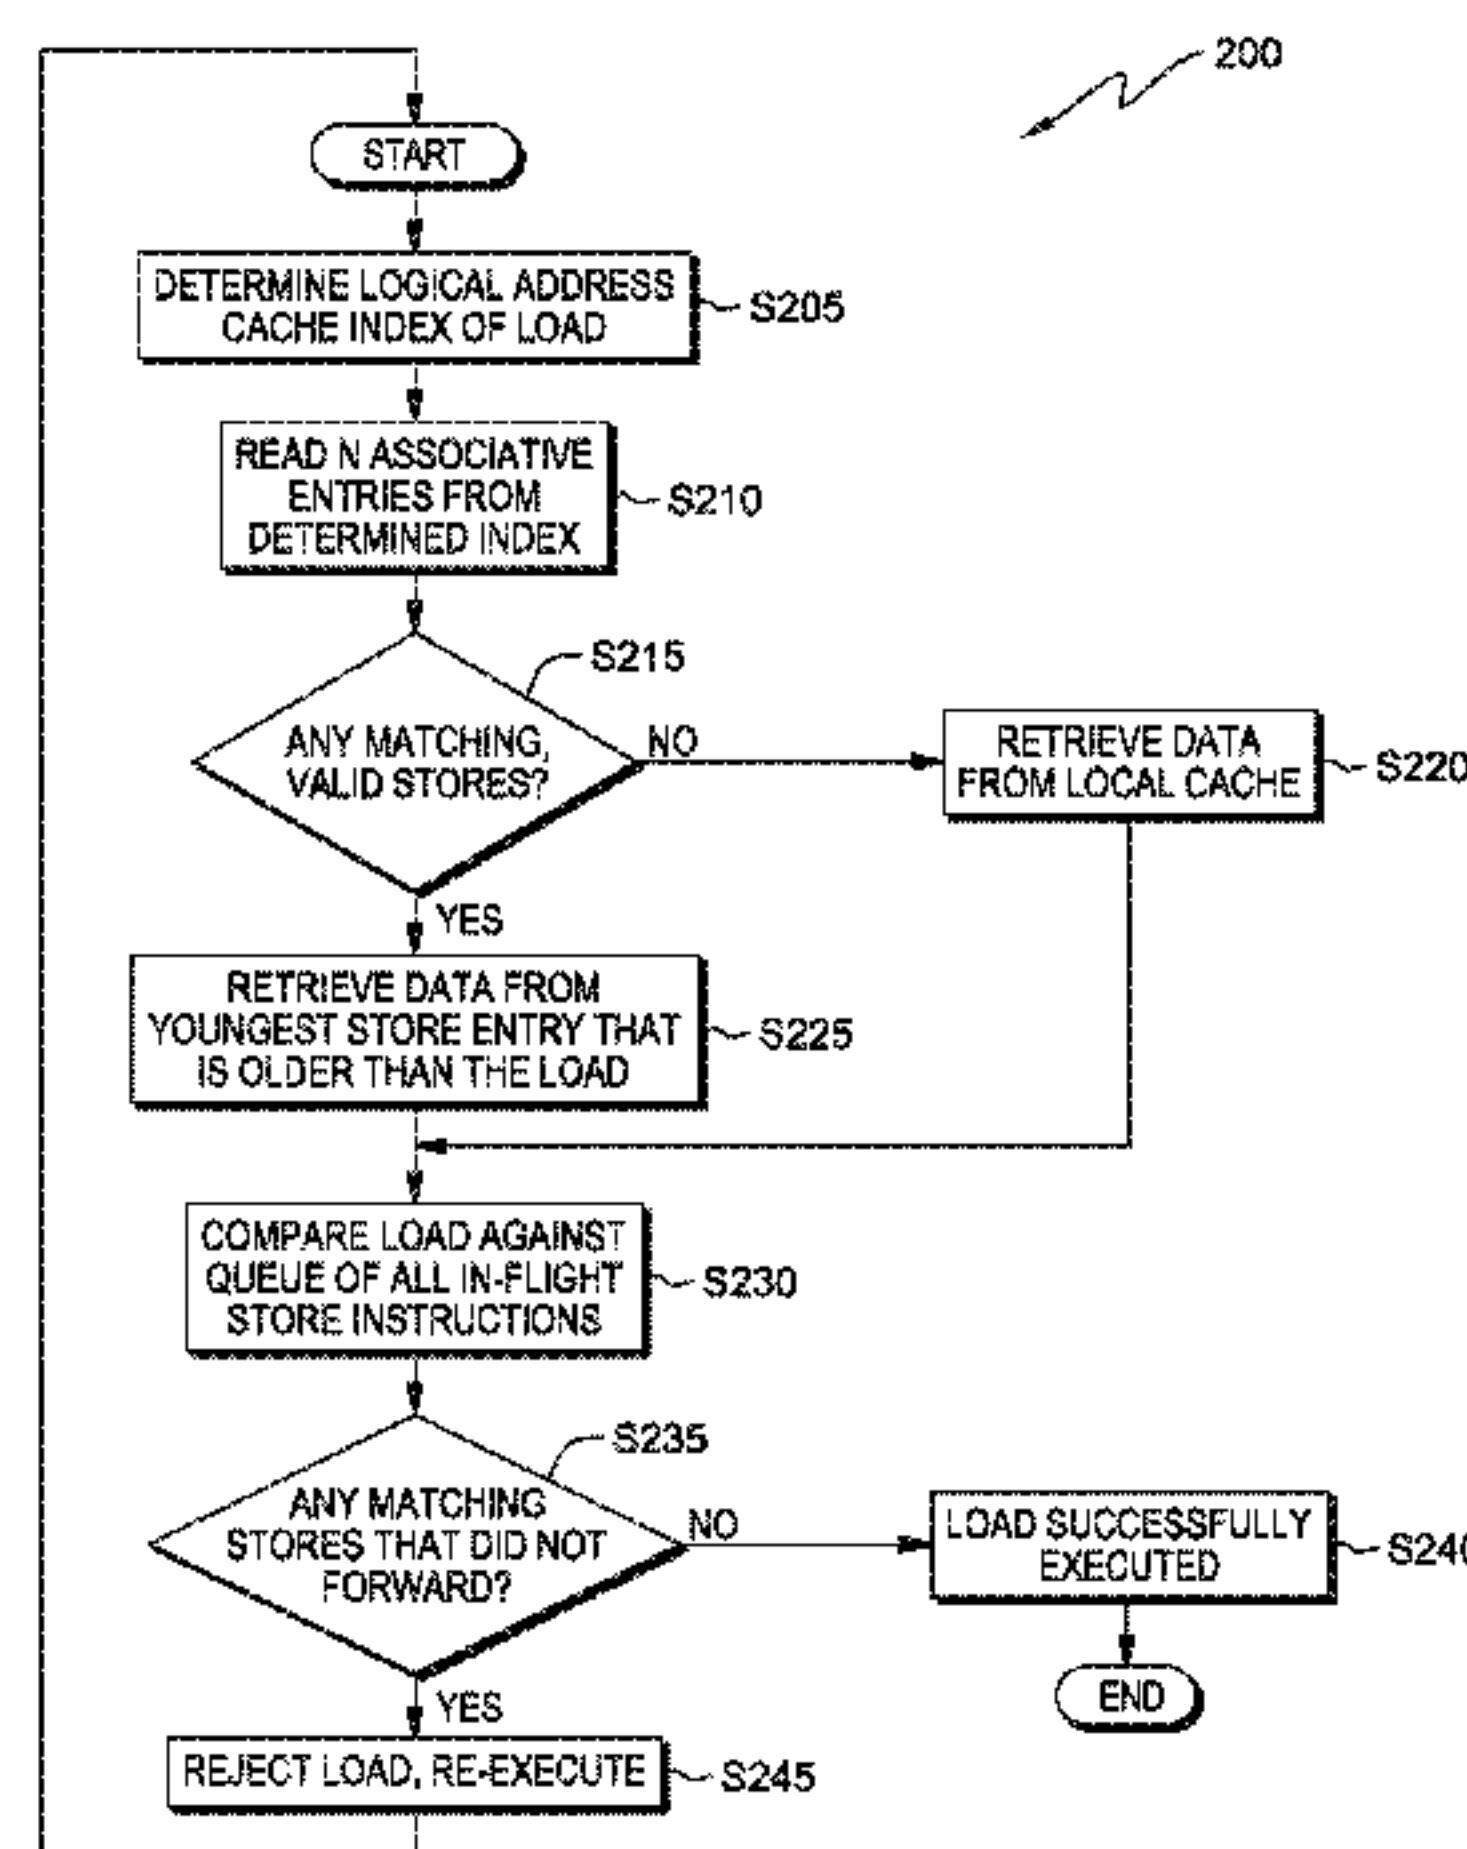 200
START
DETERMINE LOGICAL ADDRESS
CACHE INDEX OF LOAD
S205
READ N ASSOCIATIVE
ENTRIES FROM
DETERMINED INDEX
S210
S215
ANY MATCHING,
VALID STORES?
NO
RETRIEVE DATA
FROM LOCAL CACHE
S220
YES
RETRIEVE DATA FROM
YOUNGEST STORE ENTRY THAT
IS OLDER THAN THE LOAD
S225
COMPARE LOAD AGAINST
QUEUE OF ALL IN-FLIGHT
STORE INSTRUCTIONS
S230
S235
ANY MATCHING
STORES THAT DID NOT
FORWARD?
NO
LOAD SUCCESSFULLY
EXECUTED
S240
END
YES
REJECT LOAD, RE-EXECUTE
S245